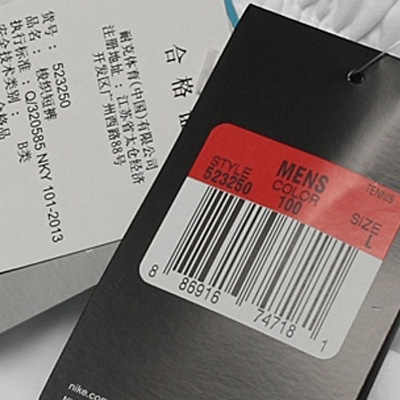 合格
耐克体育(中国)有限公司
注册地址:江苏省太仓经济
开发区广州西路88号
货号: 523250
品名: 梭织短裤
执行标准: Q/320585 NKY 101-2013
安全技术类别: B类
合格品
MENS
TENNIS
STYLE
COLOR
SIZE
523250
100
L
8
86916
74718
1
nike.com